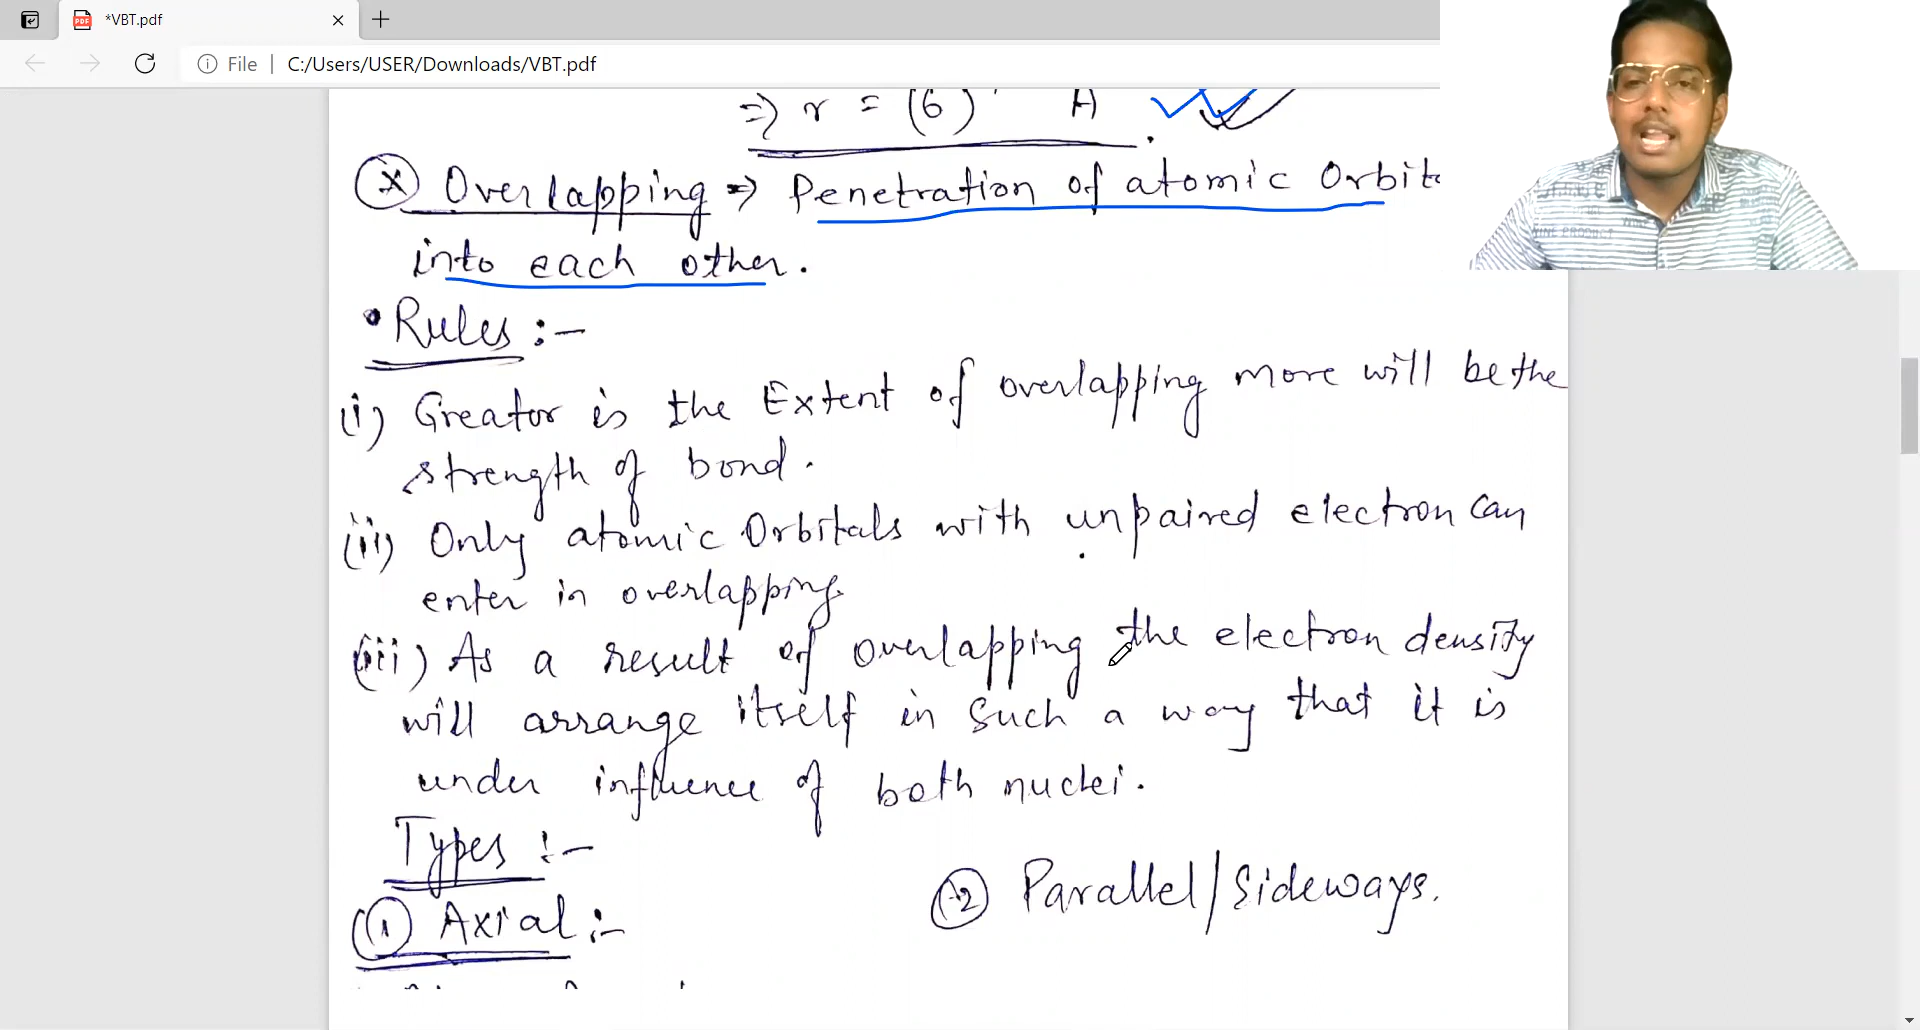 *VBT.pdf
File | C:/Users/USER/Downloads/VBT.pdf
=> r = (6) A
(x) Overlapping => Penetration of atomic Orbit
into each other.
• Rules :-
(i) Greator is the Extent of overlapping more will be the
strength of bond.
(ii) Only atomic Orbitals with unpaired electron can
enter in overlapping.
(iii) As a result of overlapping the electron density
will arrange itself in such a way that it is
under influence of both nuclei.
Types :-
(1) Axial :-
(2) Parallel/Sideways.